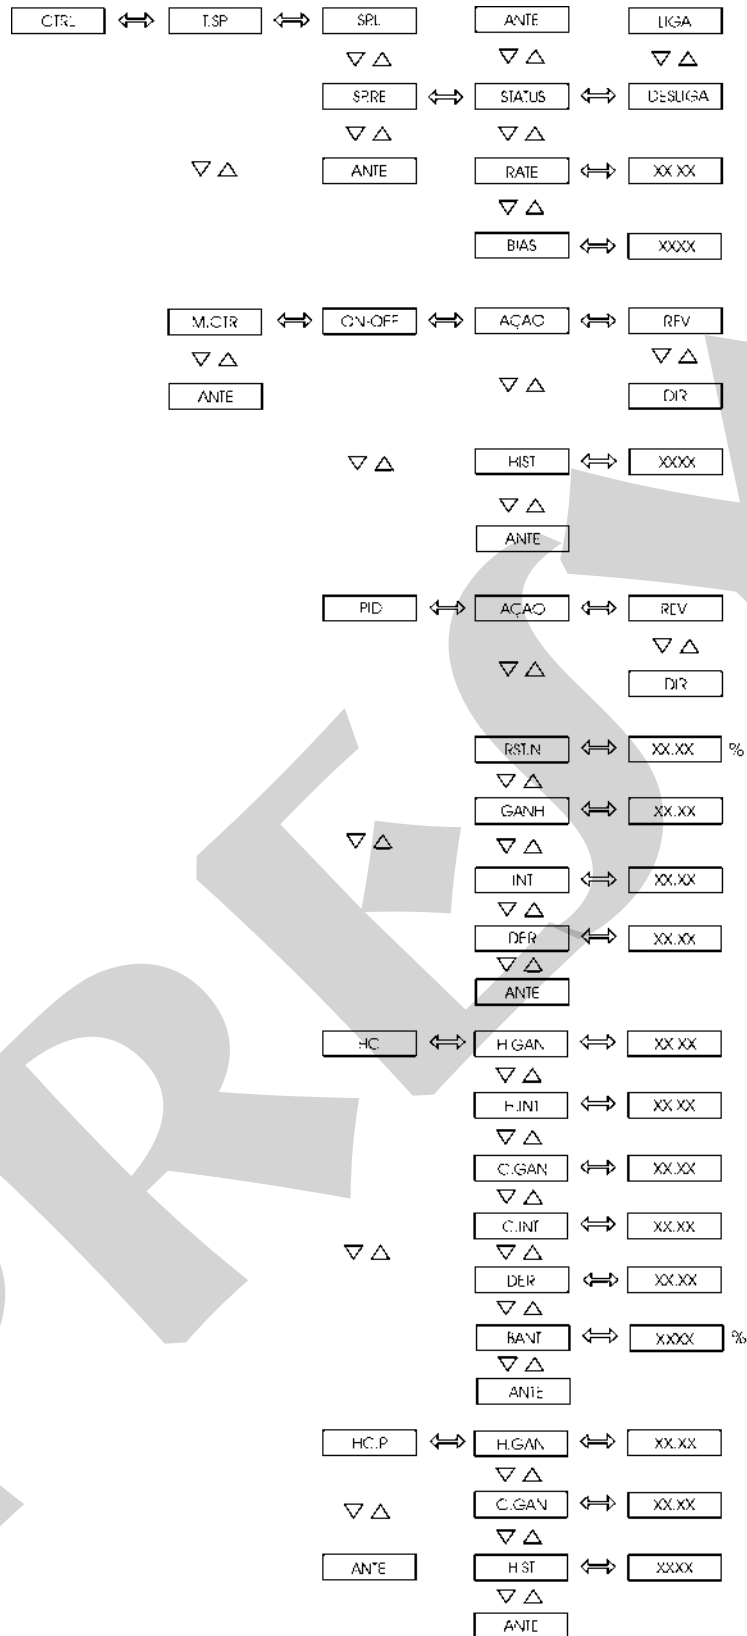 CTRL T.SP SP.L ANTE LIGA
SP.RE STATUS DESLIGA
ANTE RATE XX.XX
BIAS XXXX
M.CTR ON-OFF AÇAO REV
ANTE DIR
HIST XXXX
ANTE
PID AÇAO REV
DIR
RST.N XX.XX %
GANH XX.XX
INT XX.XX
DER XX.XX
ANTE
HC H.GAN XX.XX
H.INT XX.XX
C.GAN XX.XX
C.INT XX.XX
DER XX.XX
BANT XXXX %
ANTE
HC.P H.GAN XX.XX
C.GAN XX.XX
ANTE HIST XXXX
ANTE